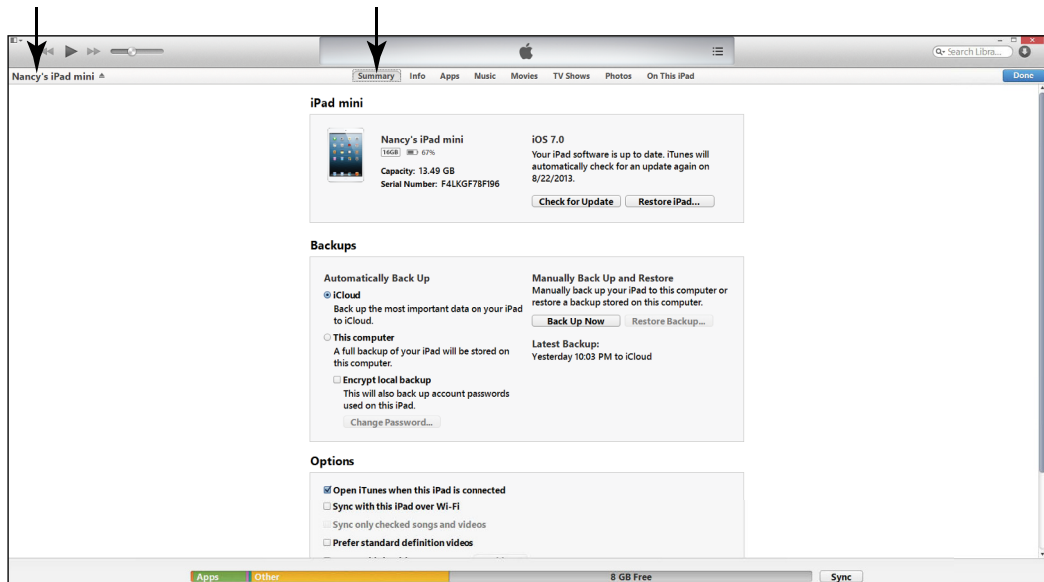 Search Libra...
Nancy's iPad mini
Summary Info Apps Music Movies TV Shows Photos On This iPad
Done
iPad mini
Nancy's iPad mini
16GB 67%
Capacity: 13.49 GB
Serial Number: F4LKGF78F196
iOS 7.0
Your iPad software is up to date. iTunes will
automatically check for an update again on
8/22/2013.
Check for Update Restore iPad...
Backups
Automatically Back Up
iCloud
Back up the most important data on your iPad
to iCloud.
This computer
A full backup of your iPad will be stored on
this computer.
Encrypt local backup
This will also back up account passwords
used on this iPad.
Change Password...
Manually Back Up and Restore
Manually back up your iPad to this computer or
restore a backup stored on this computer.
Back Up Now Restore Backup...
Latest Backup:
Yesterday 10:03 PM to iCloud
Options
Open iTunes when this iPad is connected
Sync with this iPad over Wi-Fi
Sync only checked songs and videos
Prefer standard definition videos
Apps Other 8 GB Free Sync